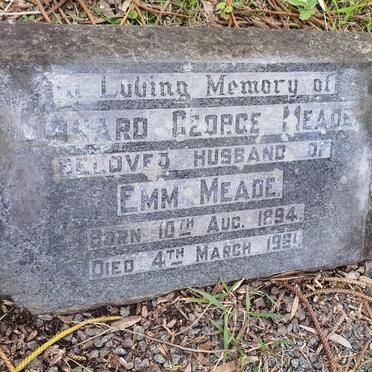 In Loving Memory of
George Meade
Beloved Husband of
Emm Meade.
Born 10th Aug. 1894.
Died 4th March 1961.